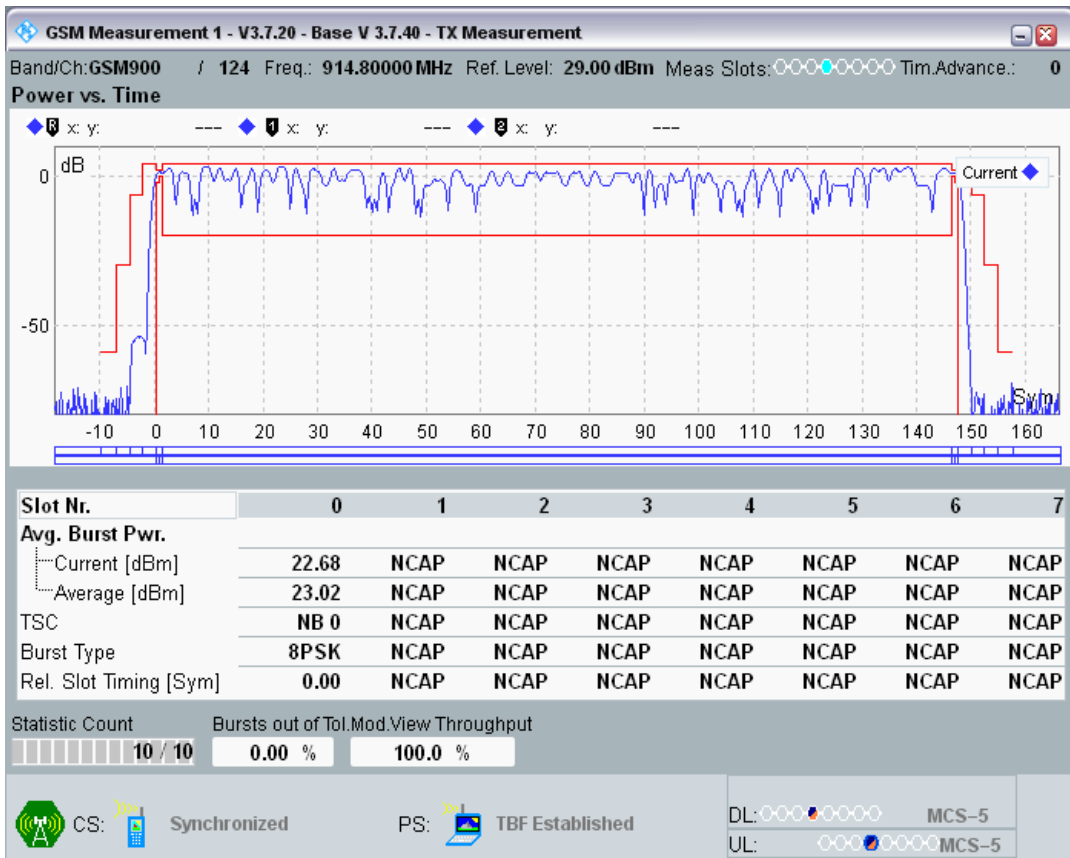 GSM Measurement 1 - V3.7.20 - Base V 3.7.40 - TX Measurement
Band/Ch: GSM900 / 124 Freq.: 914.80000 MHz Ref. Level: 29.00 dBm Meas Slots: Tim.Advance.: 0
Power vs. Time
R x: y: --- 1 x: y: --- 2 x: y: ---
dB
Current
0
-50
Sym
-10 0 10 20 30 40 50 60 70 80 90 100 110 120 130 140 150 160
Slot Nr. 0 1 2 3 4 5 6 7
Avg. Burst Pwr.
Current [dBm] 22.68 NCAP NCAP NCAP NCAP NCAP NCAP NCAP
Average [dBm] 23.02 NCAP NCAP NCAP NCAP NCAP NCAP NCAP
TSC NB 0 NCAP NCAP NCAP NCAP NCAP NCAP NCAP
Burst Type 8PSK NCAP NCAP NCAP NCAP NCAP NCAP NCAP
Rel. Slot Timing [Sym] 0.00 NCAP NCAP NCAP NCAP NCAP NCAP NCAP
Statistic Count Bursts out of Tol. Mod.View Throughput
10 / 10 0.00 % 100.0 %
CS: Synchronized PS: TBF Established
DL: MCS-5
UL: MCS-5